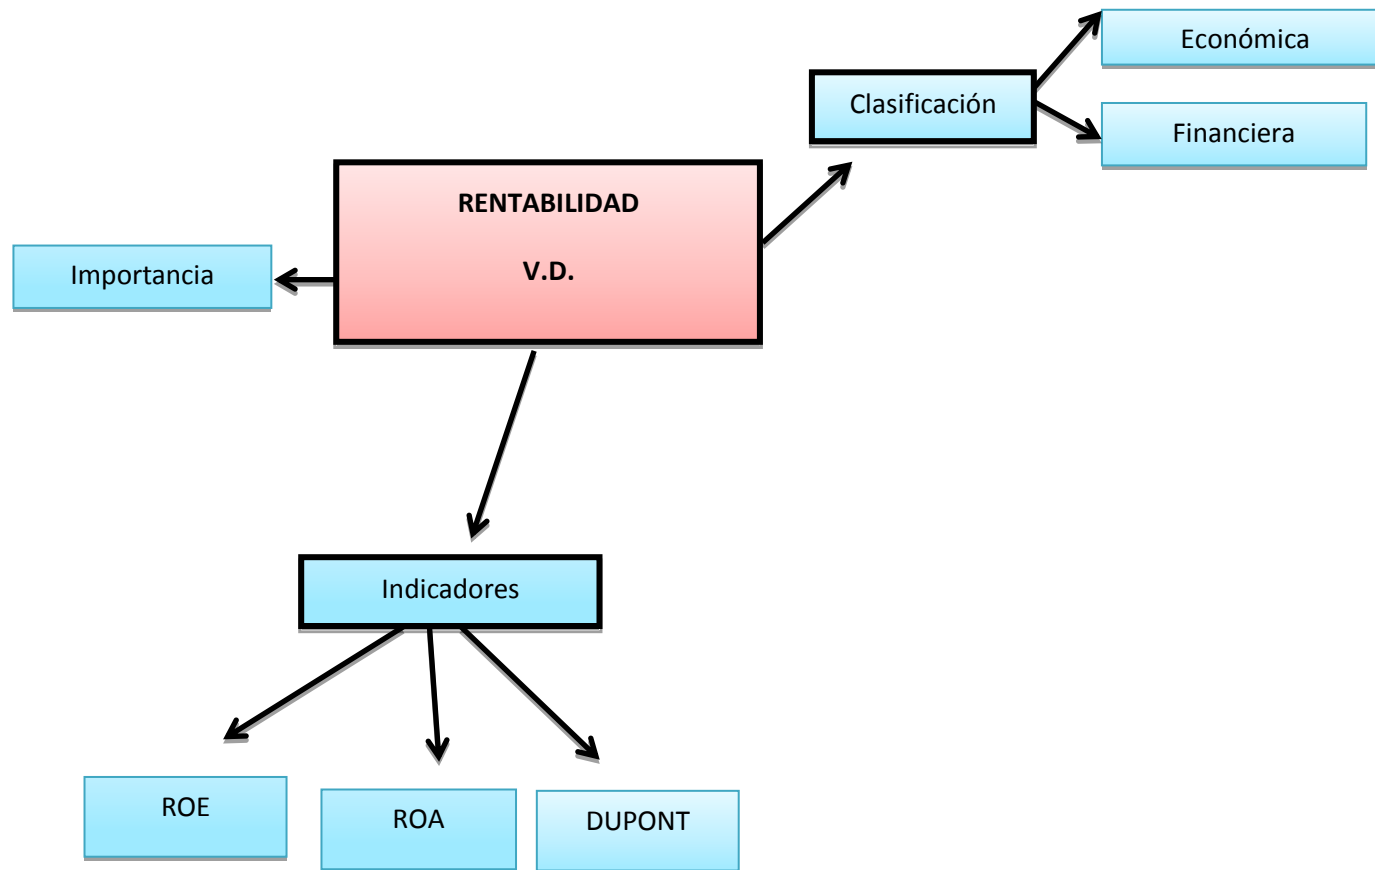 Económica
Clasificación
Financiera
RENTABILIDAD
V.D.
Importancia
Indicadores
ROE
ROA
DUPONT